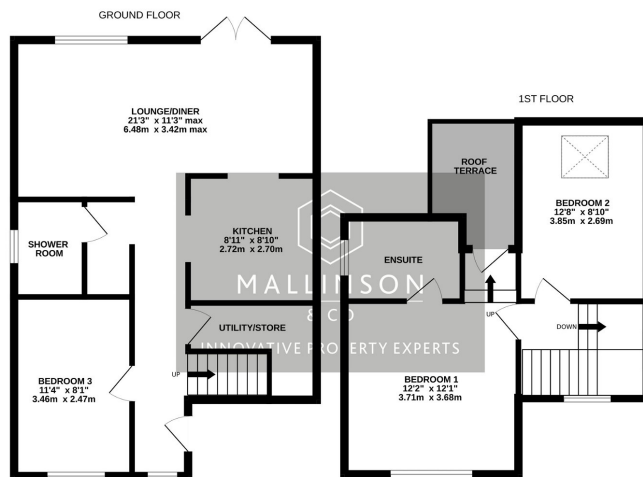 GROUND FLOOR
LOUNGE/DINER
21'3" x 11'3" max
6.48m x 3.42m max
KITCHEN
8'11" x 8'10"
2.72m x 2.70m
SHOWER
ROOM
UTILITY/STORE
UP
BEDROOM 3
11'4" x 8'1"
3.46m x 2.47m
1ST FLOOR
ROOF
TERRACE
BEDROOM 2
12'8" x 8'10"
3.85m x 2.69m
ENSUITE
UP
DOWN
BEDROOM 1
12'2" x 12'1"
3.71m x 3.68m
MALLINSON
& CO
INNOVATIVE PROPERTY EXPERTS